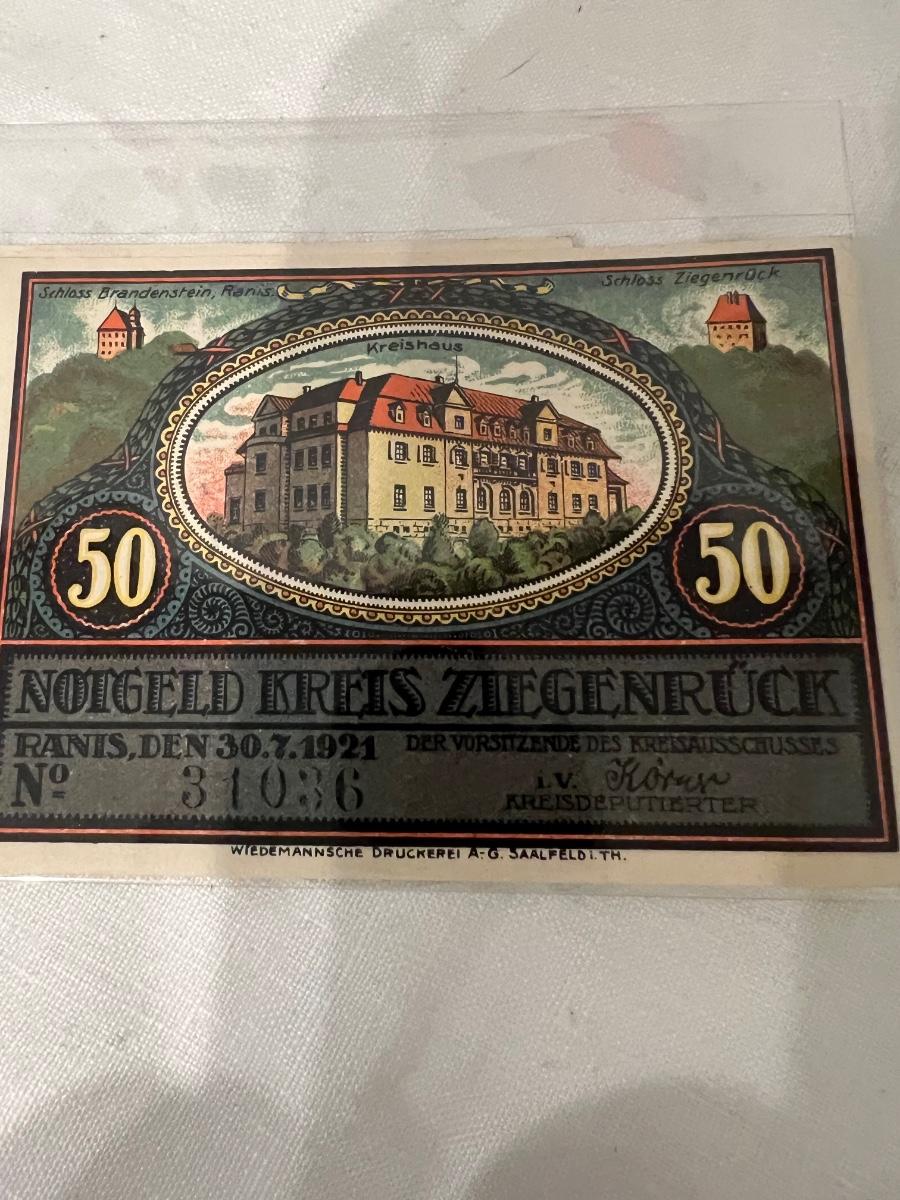 Schloss Brandenstein, Ranis.
Schloss Ziegenrück
Kreishaus
50
50
NOTGELD KREIS ZIEGENRÜCK
RANIS, DEN 30.7.1921
DER VORSITZENDE DES KREISAUSSCHUSSES
No 31036
i.V. Körner
KREISDEPUTIERTER
WIEDEMANNSCHE DRUCKEREI A.-G. SAALFELD i. TH.